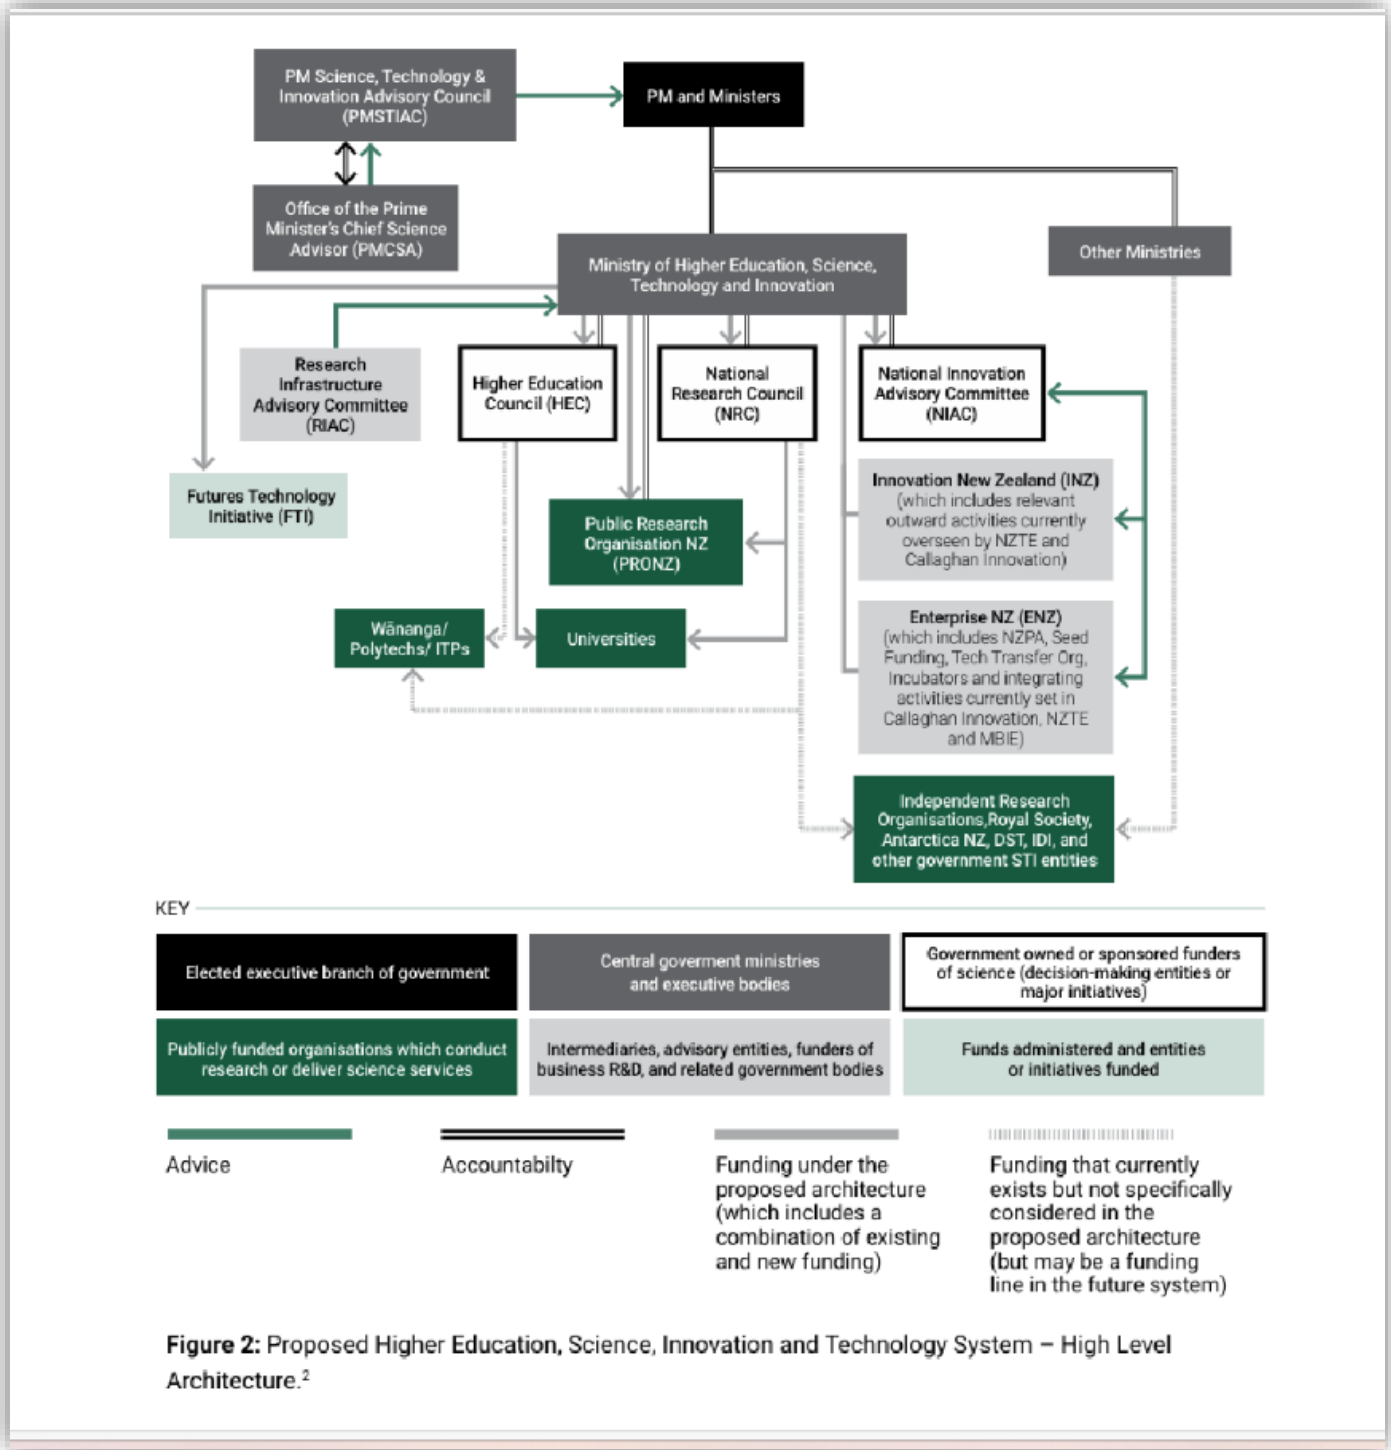 PM Science, Technology &
Innovation Advisory Council
(PMSTIAC)
PM and Ministers
Office of the Prime
Minister's Chief Science
Advisor (PMCSA)
Ministry of Higher Education, Science,
Technology and Innovation
Other Ministries
Research
Infrastructure
Advisory Committee
(RIAC)
Higher Education
Council (HEC)
National
Research Council
(NRC)
National Innovation
Advisory Committee
(NIAC)
Futures Technology
Initiative (FTI)
Public Research
Organisation NZ
(PRONZ)
Innovation New Zealand (INZ)
(which includes relevant
outward activities currently
overseen by NZTE and
Callaghan Innovation)
Wānanga/
Polytechs/ ITPs
Universities
Enterprise NZ (ENZ)
(which includes NZPA, Seed
Funding, Tech Transfer Org,
Incubators and integrating
activities currently set in
Callaghan Innovation, NZTE
and MBIE)
Independent Research
Organisations,Royal Society,
Antarctica NZ, DST, IDI, and
other government STI entities
KEY
Elected executive branch of government
Central goverment ministries
and executive bodies
Government owned or sponsored funders
of science (decision-making entities or
major initiatives)
Publicly funded organisations which conduct
research or deliver science services
Intermediaries, advisory entities, funders of
business R&D, and related government bodies
Funds administered and entities
or initiatives funded
Advice
Accountabilty
Funding under the
proposed architecture
(which includes a
combination of existing
and new funding)
Funding that currently
exists but not specifically
considered in the
proposed architecture
(but may be a funding
line in the future system)
Figure 2: Proposed Higher Education, Science, Innovation and Technology System – High Level
Architecture.2